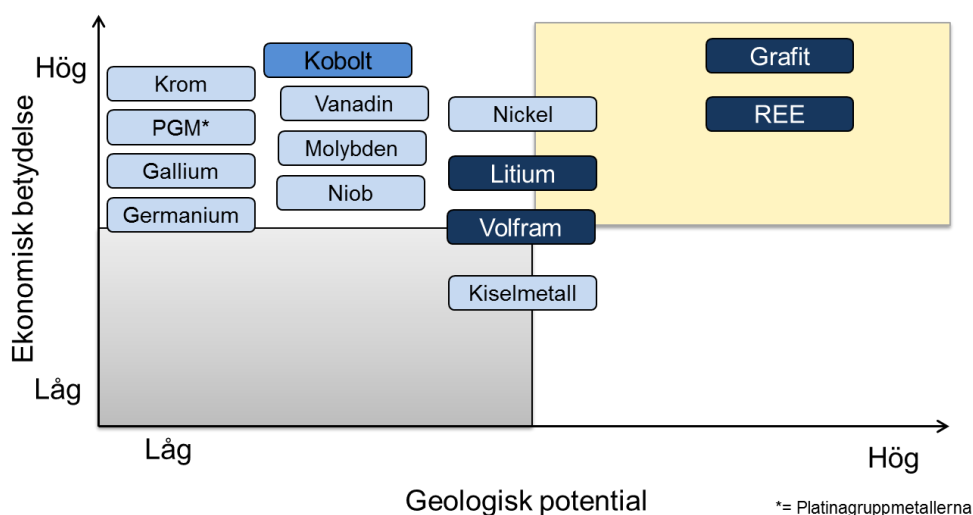 Ekonomisk betydelse
Hög
Låg
Krom
PGM*
Gallium
Germanium
Kobolt
Vanadin
Molybden
Niob
Nickel
Litium
Volfram
Kiselmetall
Grafit
REE
Låg
Hög
Geologisk potential
*= Platinagruppmetallerna